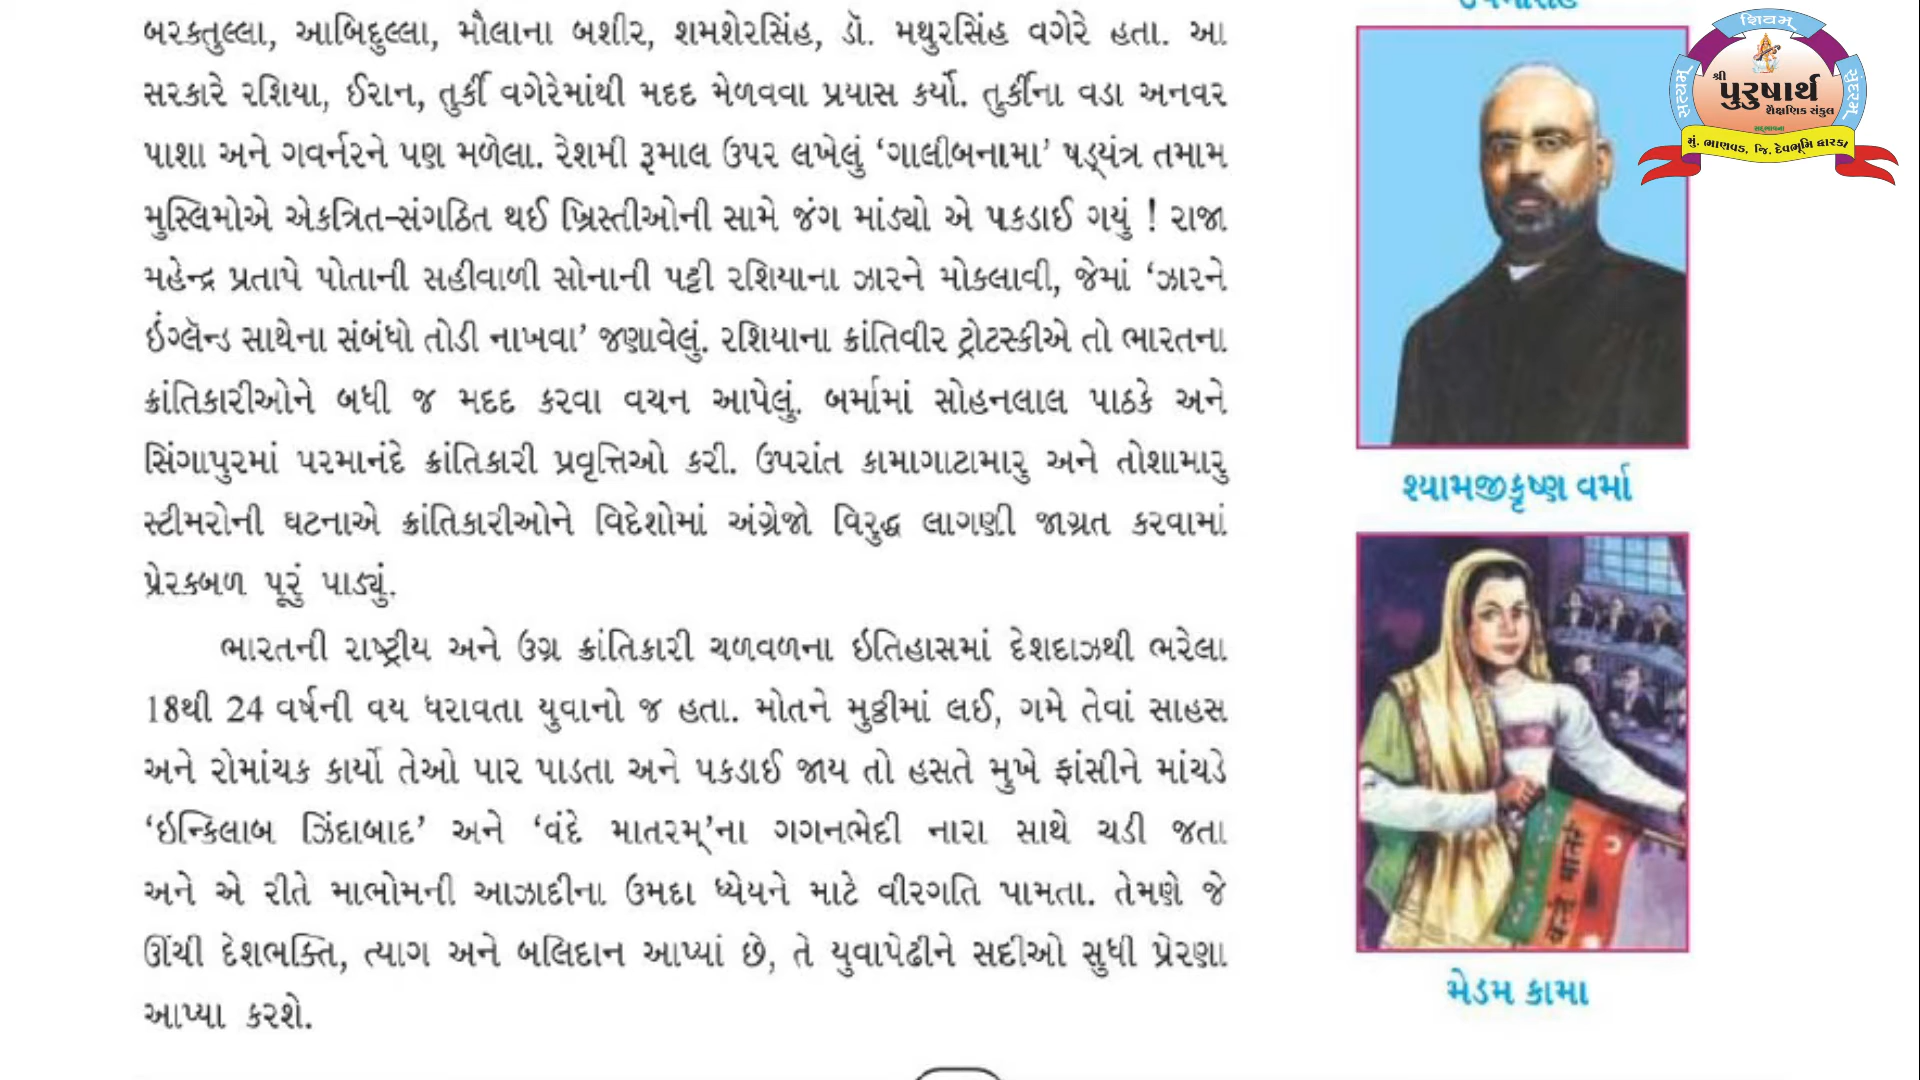 બરકતુલ્લા, આબિદુલ્લા, મૌલાના બશીર, શમશેરસિંહ, ડૉ. મથુરસિંહ વગેરે હતા. આ
સરકારે રશિયા, ઈરાન, તુર્કી વગેરેમાંથી મદદ મેળવવા પ્રયાસ કર્યો. તુર્કીના વડા અનવર
પાશા અને ગવર્નરને પણ મળેલા. રેશમી રૂમાલ ઉપર લખેલું ‘ગાલીબનામા’ ષડ્યંત્ર તમામ
મુસ્લિમોએ એકત્રિત-સંગઠિત થઈ ખ્રિસ્તીઓની સામે જંગ માંડ્યો એ પકડાઈ ગયું ! રાજા
મહેન્દ્ર પ્રતાપે પોતાની સહીવાળી સોનાની પટ્ટી રશિયાના ઝારને મોકલાવી, જેમાં ‘ઝારને
ઇંગ્લૅન્ડ સાથેના સંબંધો તોડી નાખવા’ જણાવેલું. રશિયાના ક્રાંતિવીર ટ્રોટસ્કીએ તો ભારતના
ક્રાંતિકારીઓને બધી જ મદદ કરવા વચન આપેલું. બર્મામાં સોહનલાલ પાઠકે અને
સિંગાપુરમાં પરમાનંદે ક્રાંતિકારી પ્રવૃત્તિઓ કરી. ઉપરાંત કામાગાટામારુ અને તોશામારુ
સ્ટીમરોની ઘટનાએ ક્રાંતિકારીઓને વિદેશોમાં અંગ્રેજો વિરુદ્ધ લાગણી જાગ્રત કરવામાં
પ્રેરકબળ પૂરું પાડ્યું.
ભારતની રાષ્ટ્રીય અને ઉગ્ર ક્રાંતિકારી ચળવળના ઇતિહાસમાં દેશદાઝથી ભરેલા
18થી 24 વર્ષની વય ધરાવતા યુવાનો જ હતા. મોતને મુઠ્ઠીમાં લઈ, ગમે તેવાં સાહસ
અને રોમાંચક કાર્યો તેઓ પાર પાડતા અને પકડાઈ જાય તો હસતે મુખે ફાંસીને માંચડે
‘ઇન્કિલાબ ઝિંદાબાદ’ અને ‘વંદે માતરમ્’ના ગગનભેદી નારા સાથે ચડી જતા
અને એ રીતે માભોમની આઝાદીના ઉમદા ધ્યેયને માટે વીરગતિ પામતા. તેમણે જે
ઊંચી દેશભક્તિ, ત્યાગ અને બલિદાન આપ્યાં છે, તે યુવાપેઢીને સદીઓ સુધી પ્રેરણા
આપ્યા કરશે.
શ્યામજીકૃષ્ણ વર્મા
મેડમ કામા
સત્યમ્
શિવમ્
શ્રી
પુરુષાર્થ
શૈક્ષણિક સંકુલ
મું. ભાણવડ, જિ. દેવભૂમિ દ્વારકા